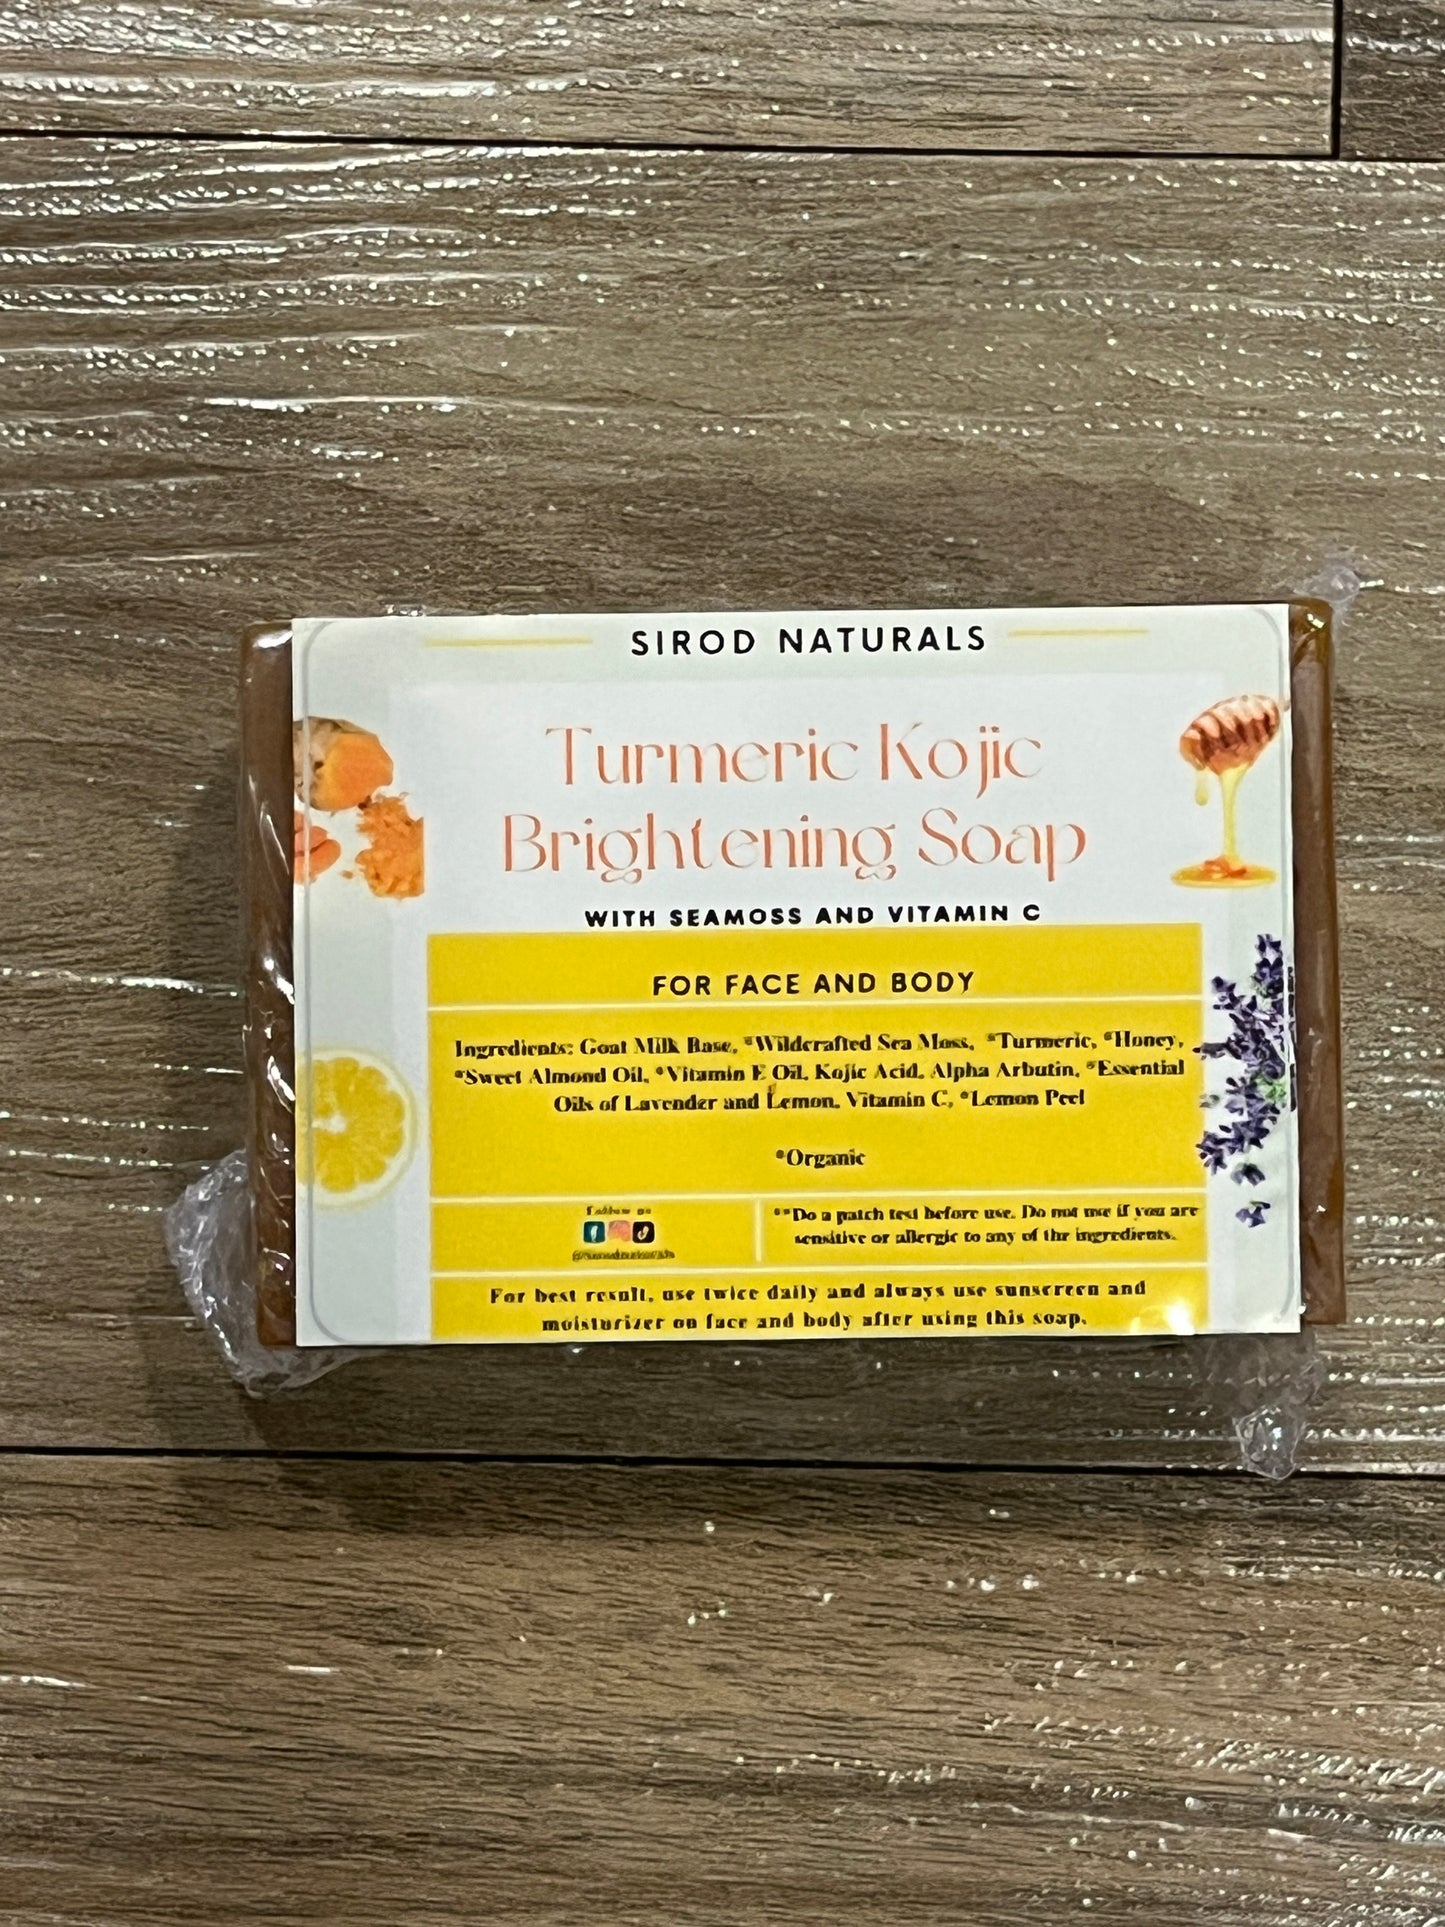 SIROD NATURALS
Turmeric Kojic
Brightening Soap
WITH SEAMOSS AND VITAMIN C
FOR FACE AND BODY
Ingredients: Goat Milk Base, *Wildcrafted Sea Moss, *Turmeric, *Honey,
*Sweet Almond Oil, *Vitamin E Oil, Kojic Acid, Alpha Arbutin, *Essential
Oils of Lavender and Lemon, Vitamin C, *Lemon Peel
*Organic
Follow us
**Do a patch test before use. Do not use if you are
sensitive or allergic to any of the ingredients.
For best result, use twice daily and always use sunscreen and
moisturizer on face and body after using this soap.